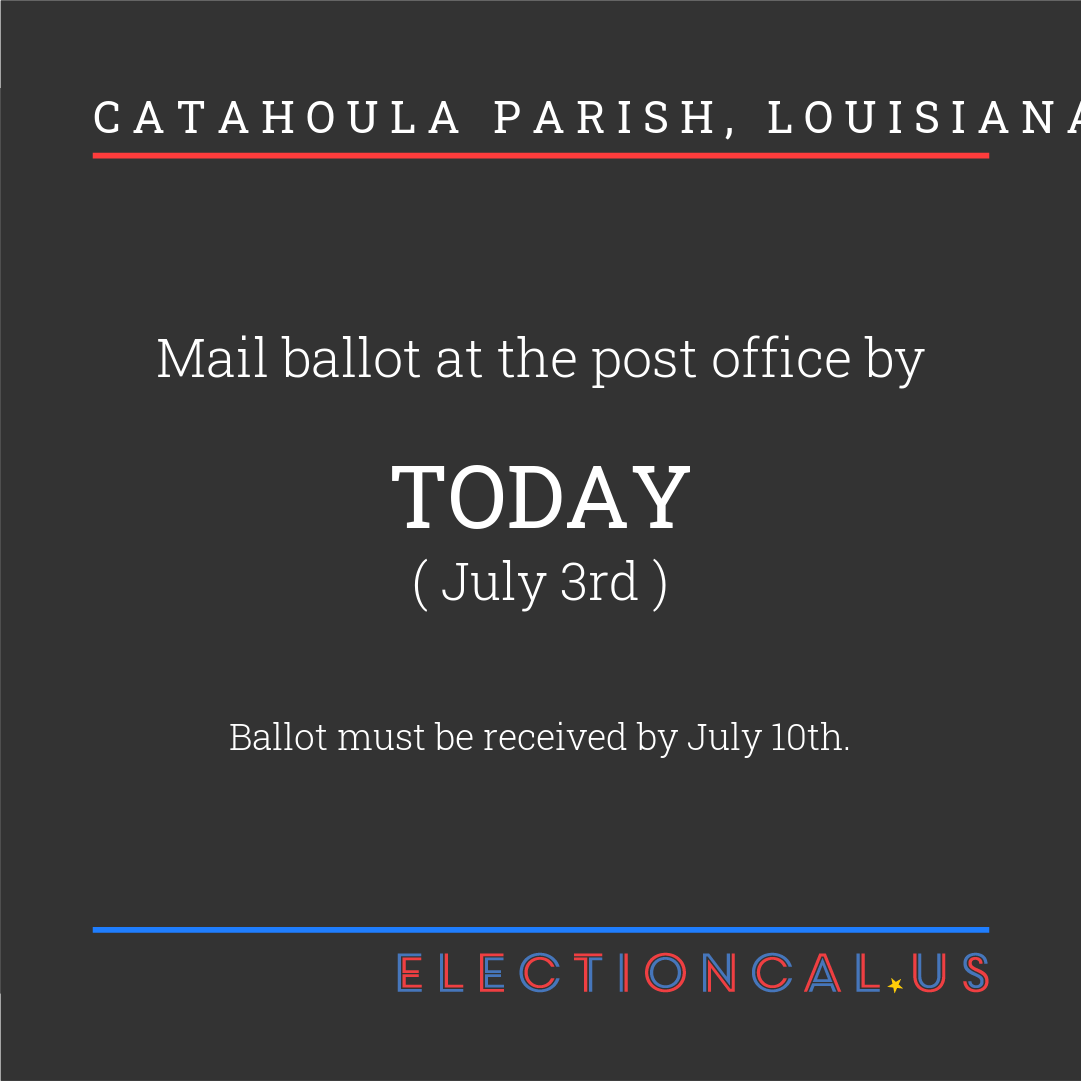 CATAHOULA PARISH, LOUISIANA
Mail ballot at the post office by
TODAY
( July 3rd )
Ballot must be received by July 10th.
ELECTIONCAL.US